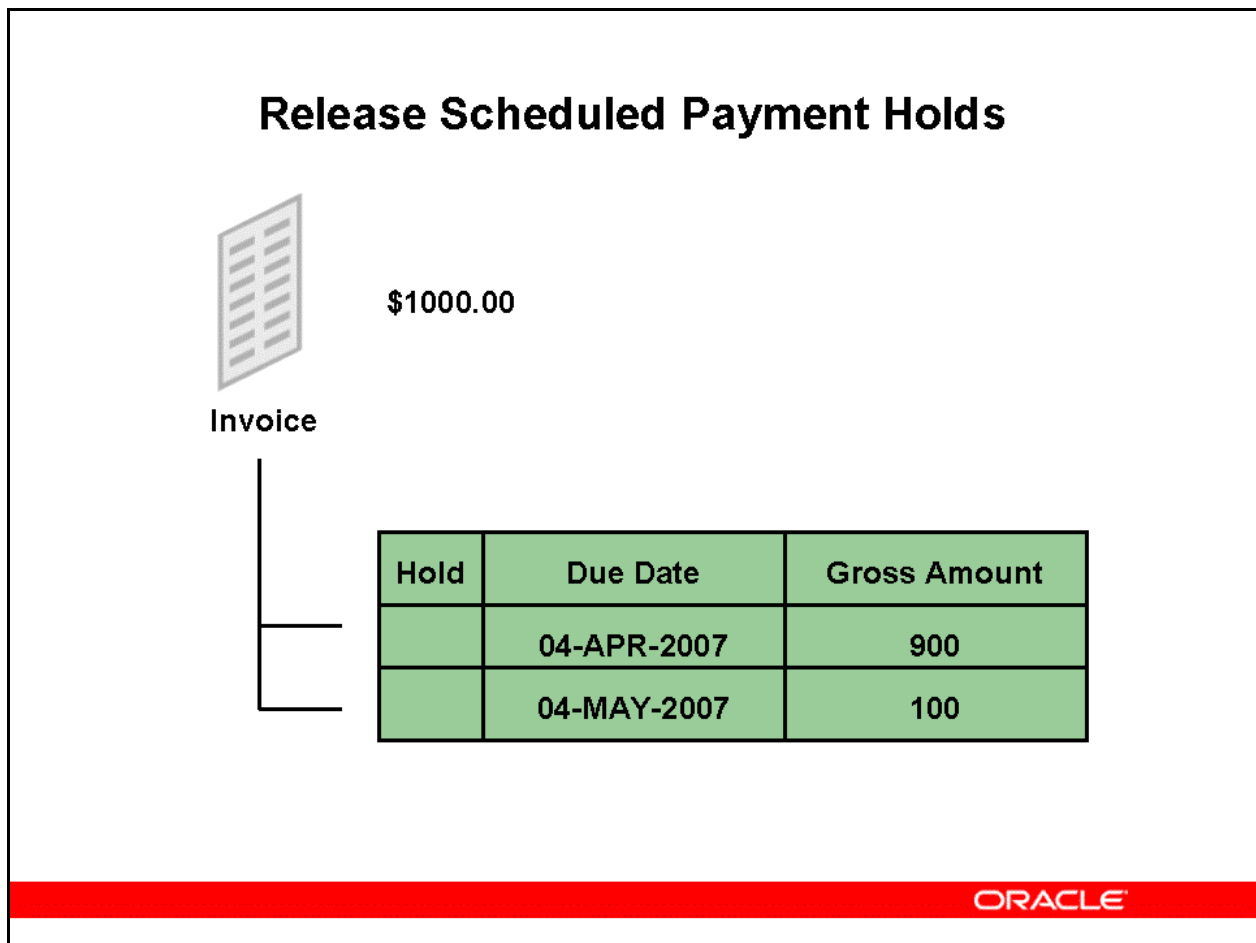 Release Scheduled Payment Holds
$1000.00
Invoice
Hold Due Date Gross Amount
04-APR-2007 900
04-MAY-2007 100
ORACLE